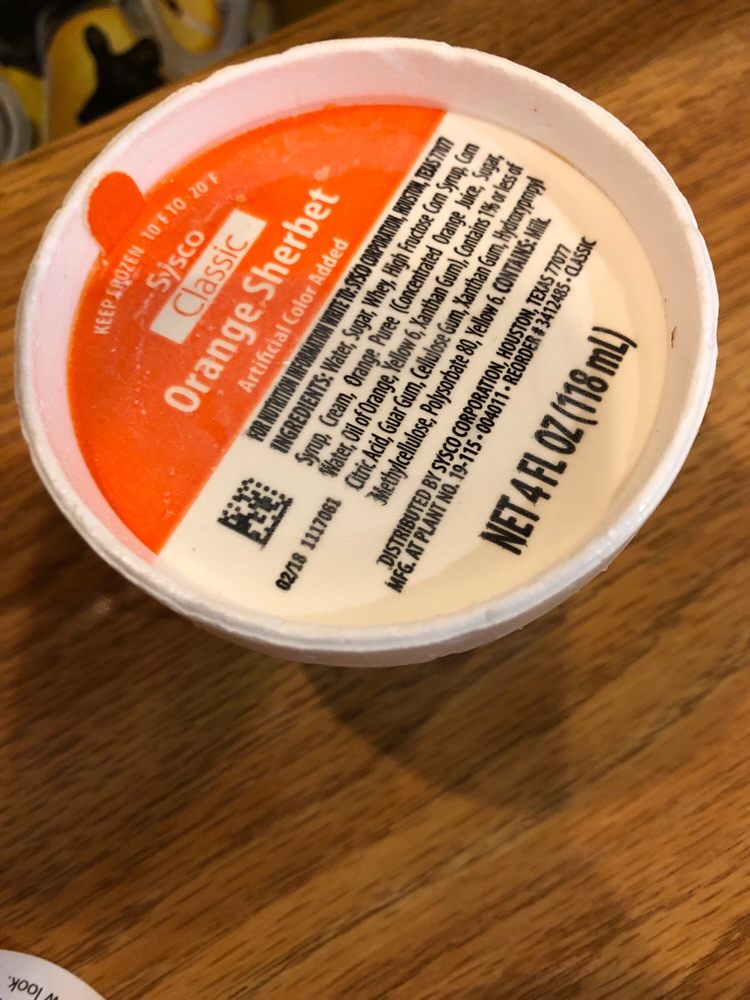 KEEP FROZEN -10°F TO -20°F
Sysco
Classic
Orange Sherbet
Artificial Color Added
FOR NUTRITION INFORMATION WRITE TO SYSCO CORPORATION, HOUSTON, TEXAS 77077
INGREDIENTS: Water, Sugar, Whey, High Fructose Corn Syrup, Corn
Syrup, Cream, Orange Puree (Concentrated Orange Juice, Sugar,
Water, Oil of Orange, Yellow 6, Xanthan Gum), Contains 1% or less of
Citric Acid, Guar Gum, Cellulose Gum, Xanthan Gum, Hydroxypropyl
Methylcellulose, Polysorbate 80, Yellow 6. CONTAINS: MILK
DISTRIBUTED BY SYSCO CORPORATION, HOUSTON, TEXAS 77077
MFG. AT PLANT NO. 19-115 • 004011 • REORDER # 3412485 • CLASSIC
NET 4 FL OZ (118 mL)
02/18 1117061
look.